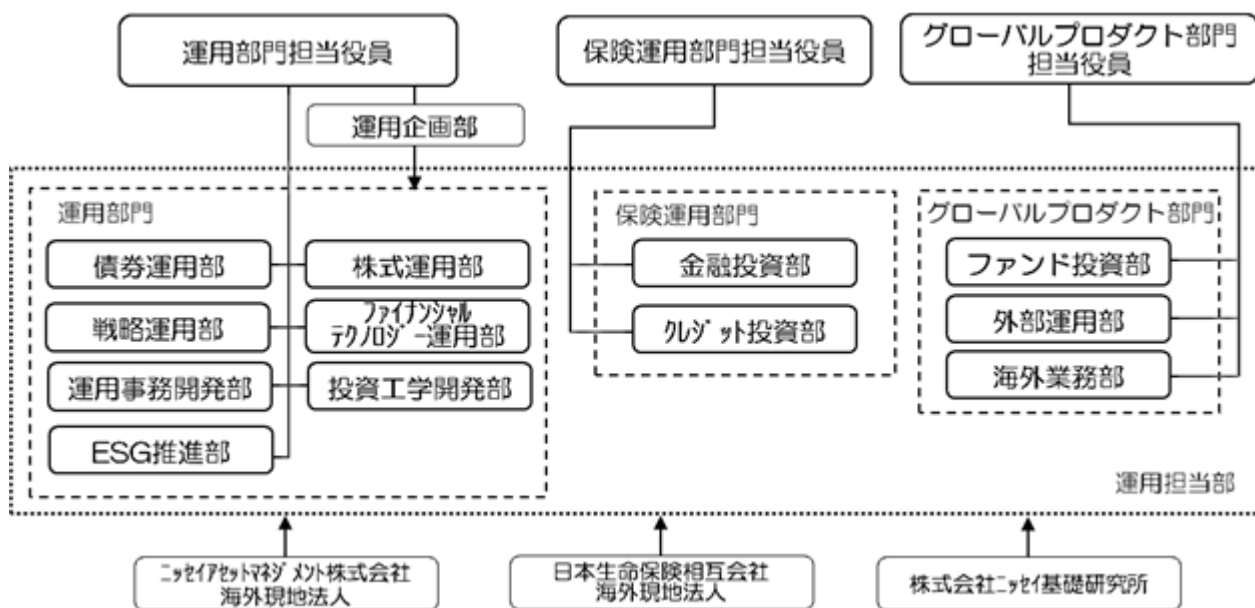 運用部門担当役員
保険運用部門担当役員
グローバルプロダクト部門
担当役員
運用企画部
運用部門
債券運用部
株式運用部
戦略運用部
ファイナンシャル
テクノロジー運用部
運用事務開発部
投資工学開発部
ESG推進部
保険運用部門
金融投資部
クレジット投資部
グローバルプロダクト部門
ファンド投資部
外部運用部
海外業務部
運用担当部
ニッセイアセットマネジメント株式会社
海外現地法人
日本生命保険相互会社
海外現地法人
株式会社ニッセイ基礎研究所